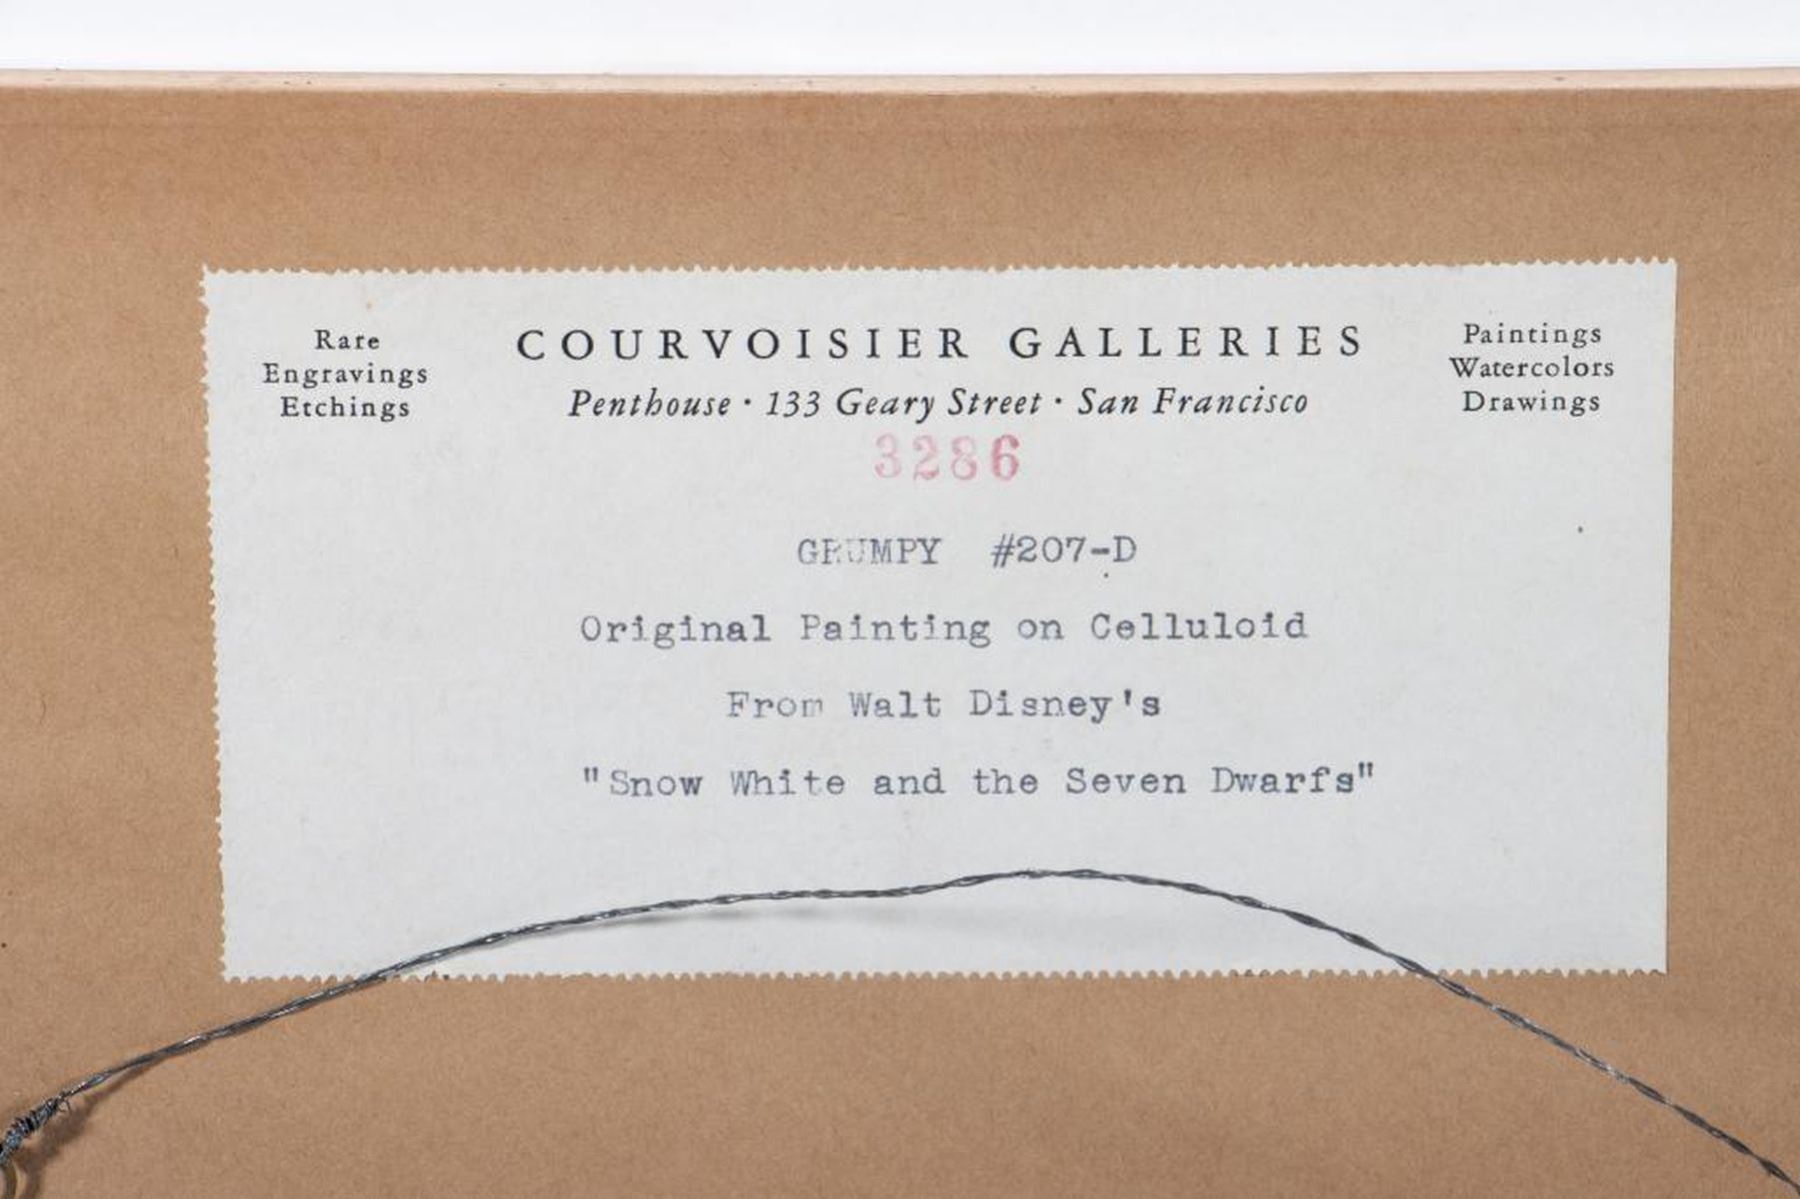 Rare
Engravings
Etchings
COURVOISIER GALLERIES
Penthouse · 133 Geary Street · San Francisco
Paintings
Watercolors
Drawings
3286
GRUMPY #207-D
Original Painting on Celluloid
From Walt Disney's
"Snow White and the Seven Dwarfs"